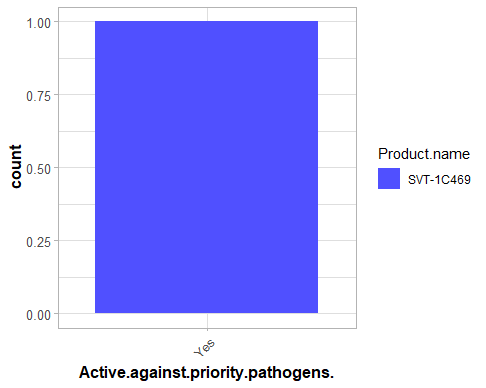 1.00
0.75
0.50
0.25
0.00
count
Yes
Active.against.priority.pathogens.
Product.name
SVT-1C469